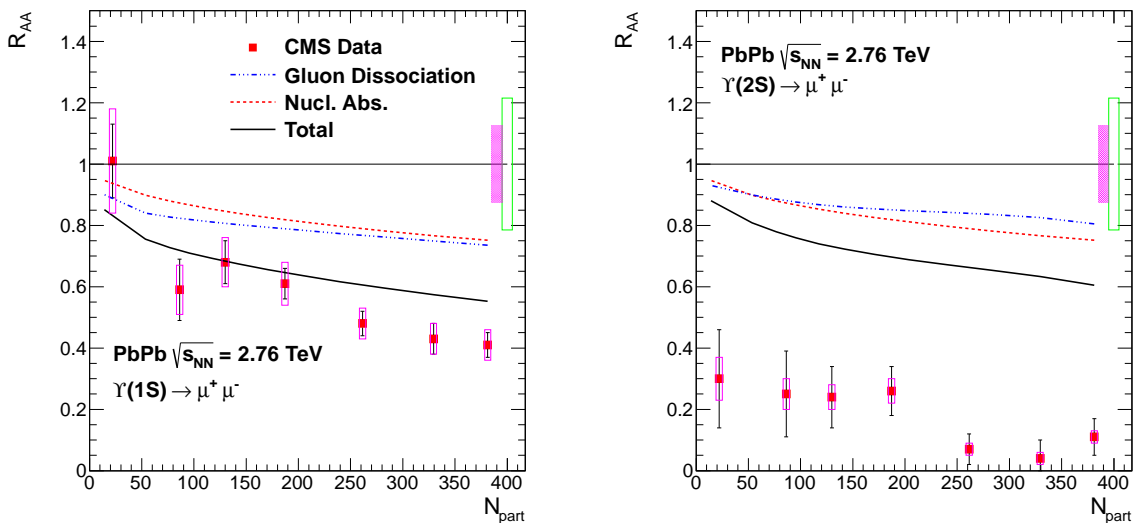 R_AA
1.4
1.2
1
0.8
0.6
0.4
0.2
0
CMS Data
Gluon Dissociation
Nucl. Abs.
Total
PbPb √s_NN = 2.76 TeV
ϒ(1S) → μ⁺ μ⁻
0 50 100 150 200 250 300 350 400
N_part
R_AA
1.4
1.2
1
0.8
0.6
0.4
0.2
0
PbPb √s_NN = 2.76 TeV
ϒ(2S) → μ⁺ μ⁻
0 50 100 150 200 250 300 350 400
N_part